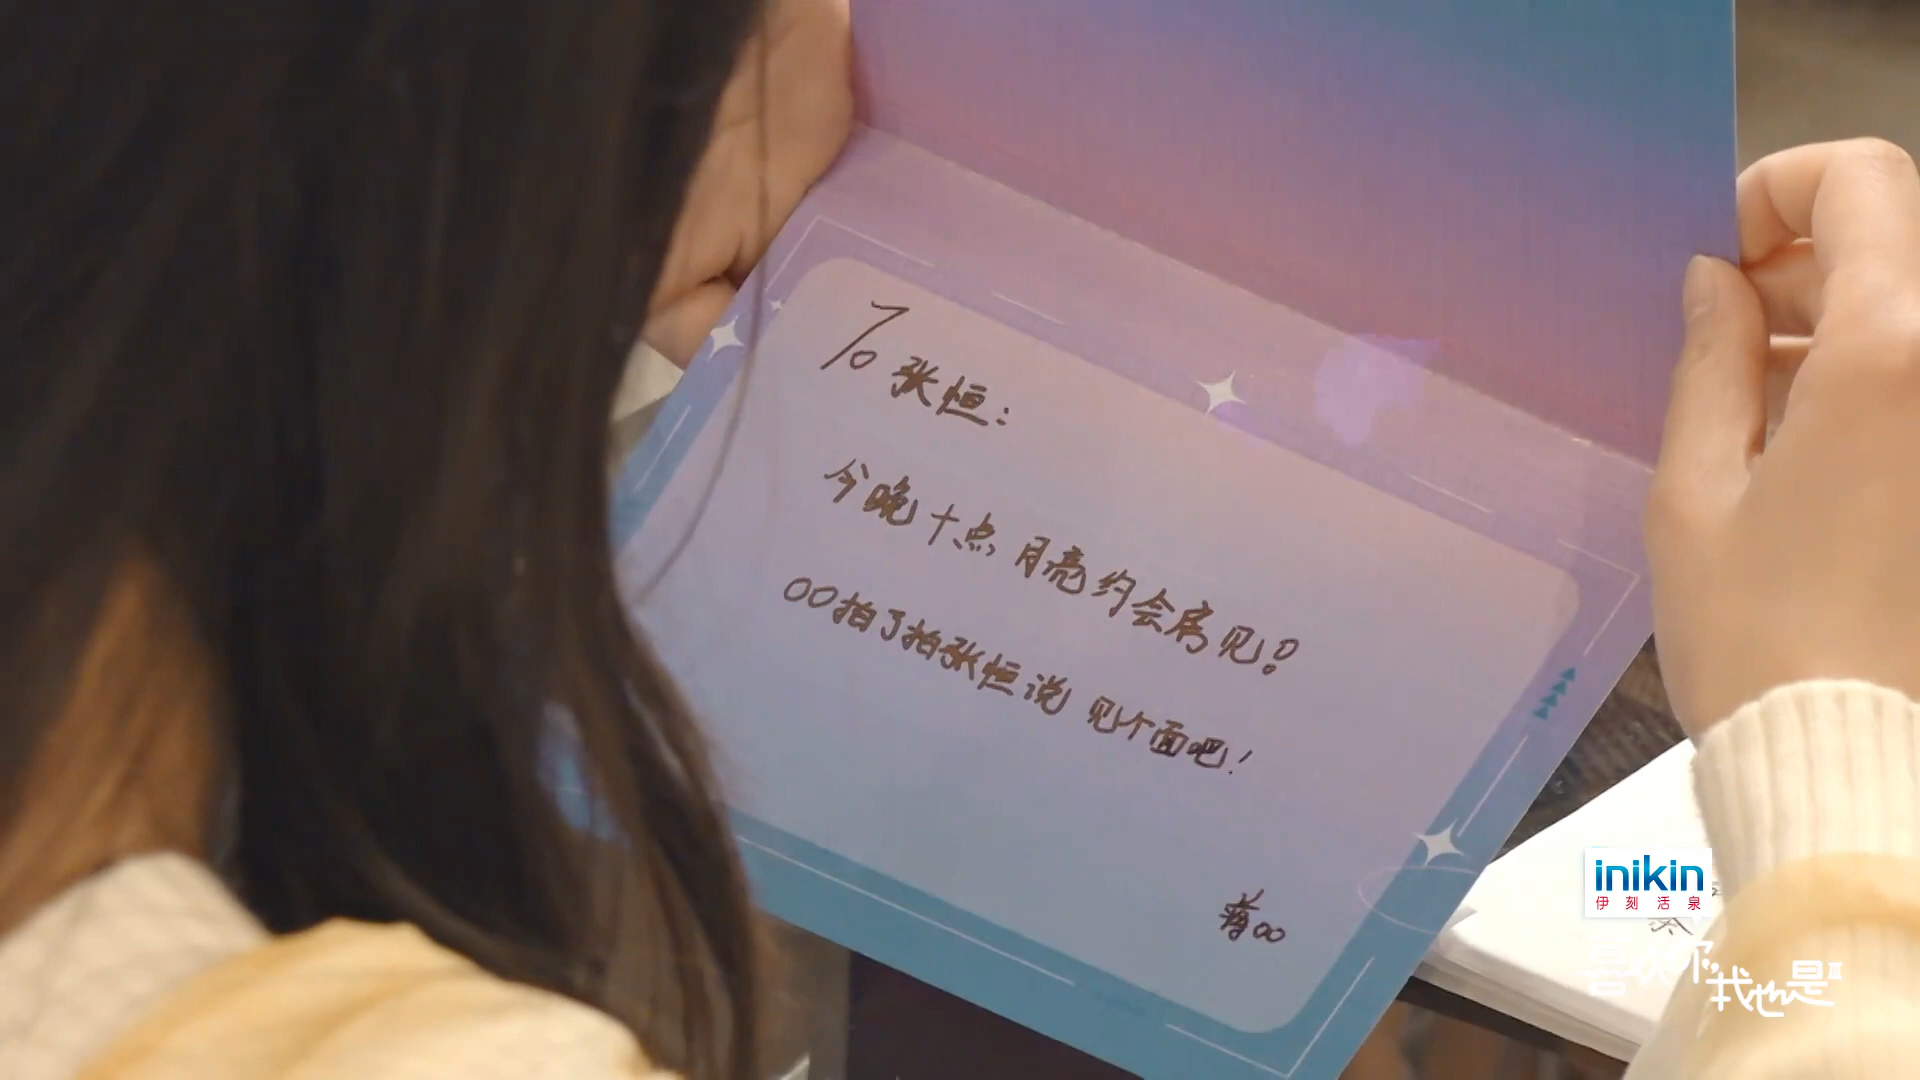 To 张恒:
今晚十点 月亮约会房见?
OO拍了拍张恒说 见个面吧!
蒋OO
inikin
伊刻活泉
喜欢你我也是